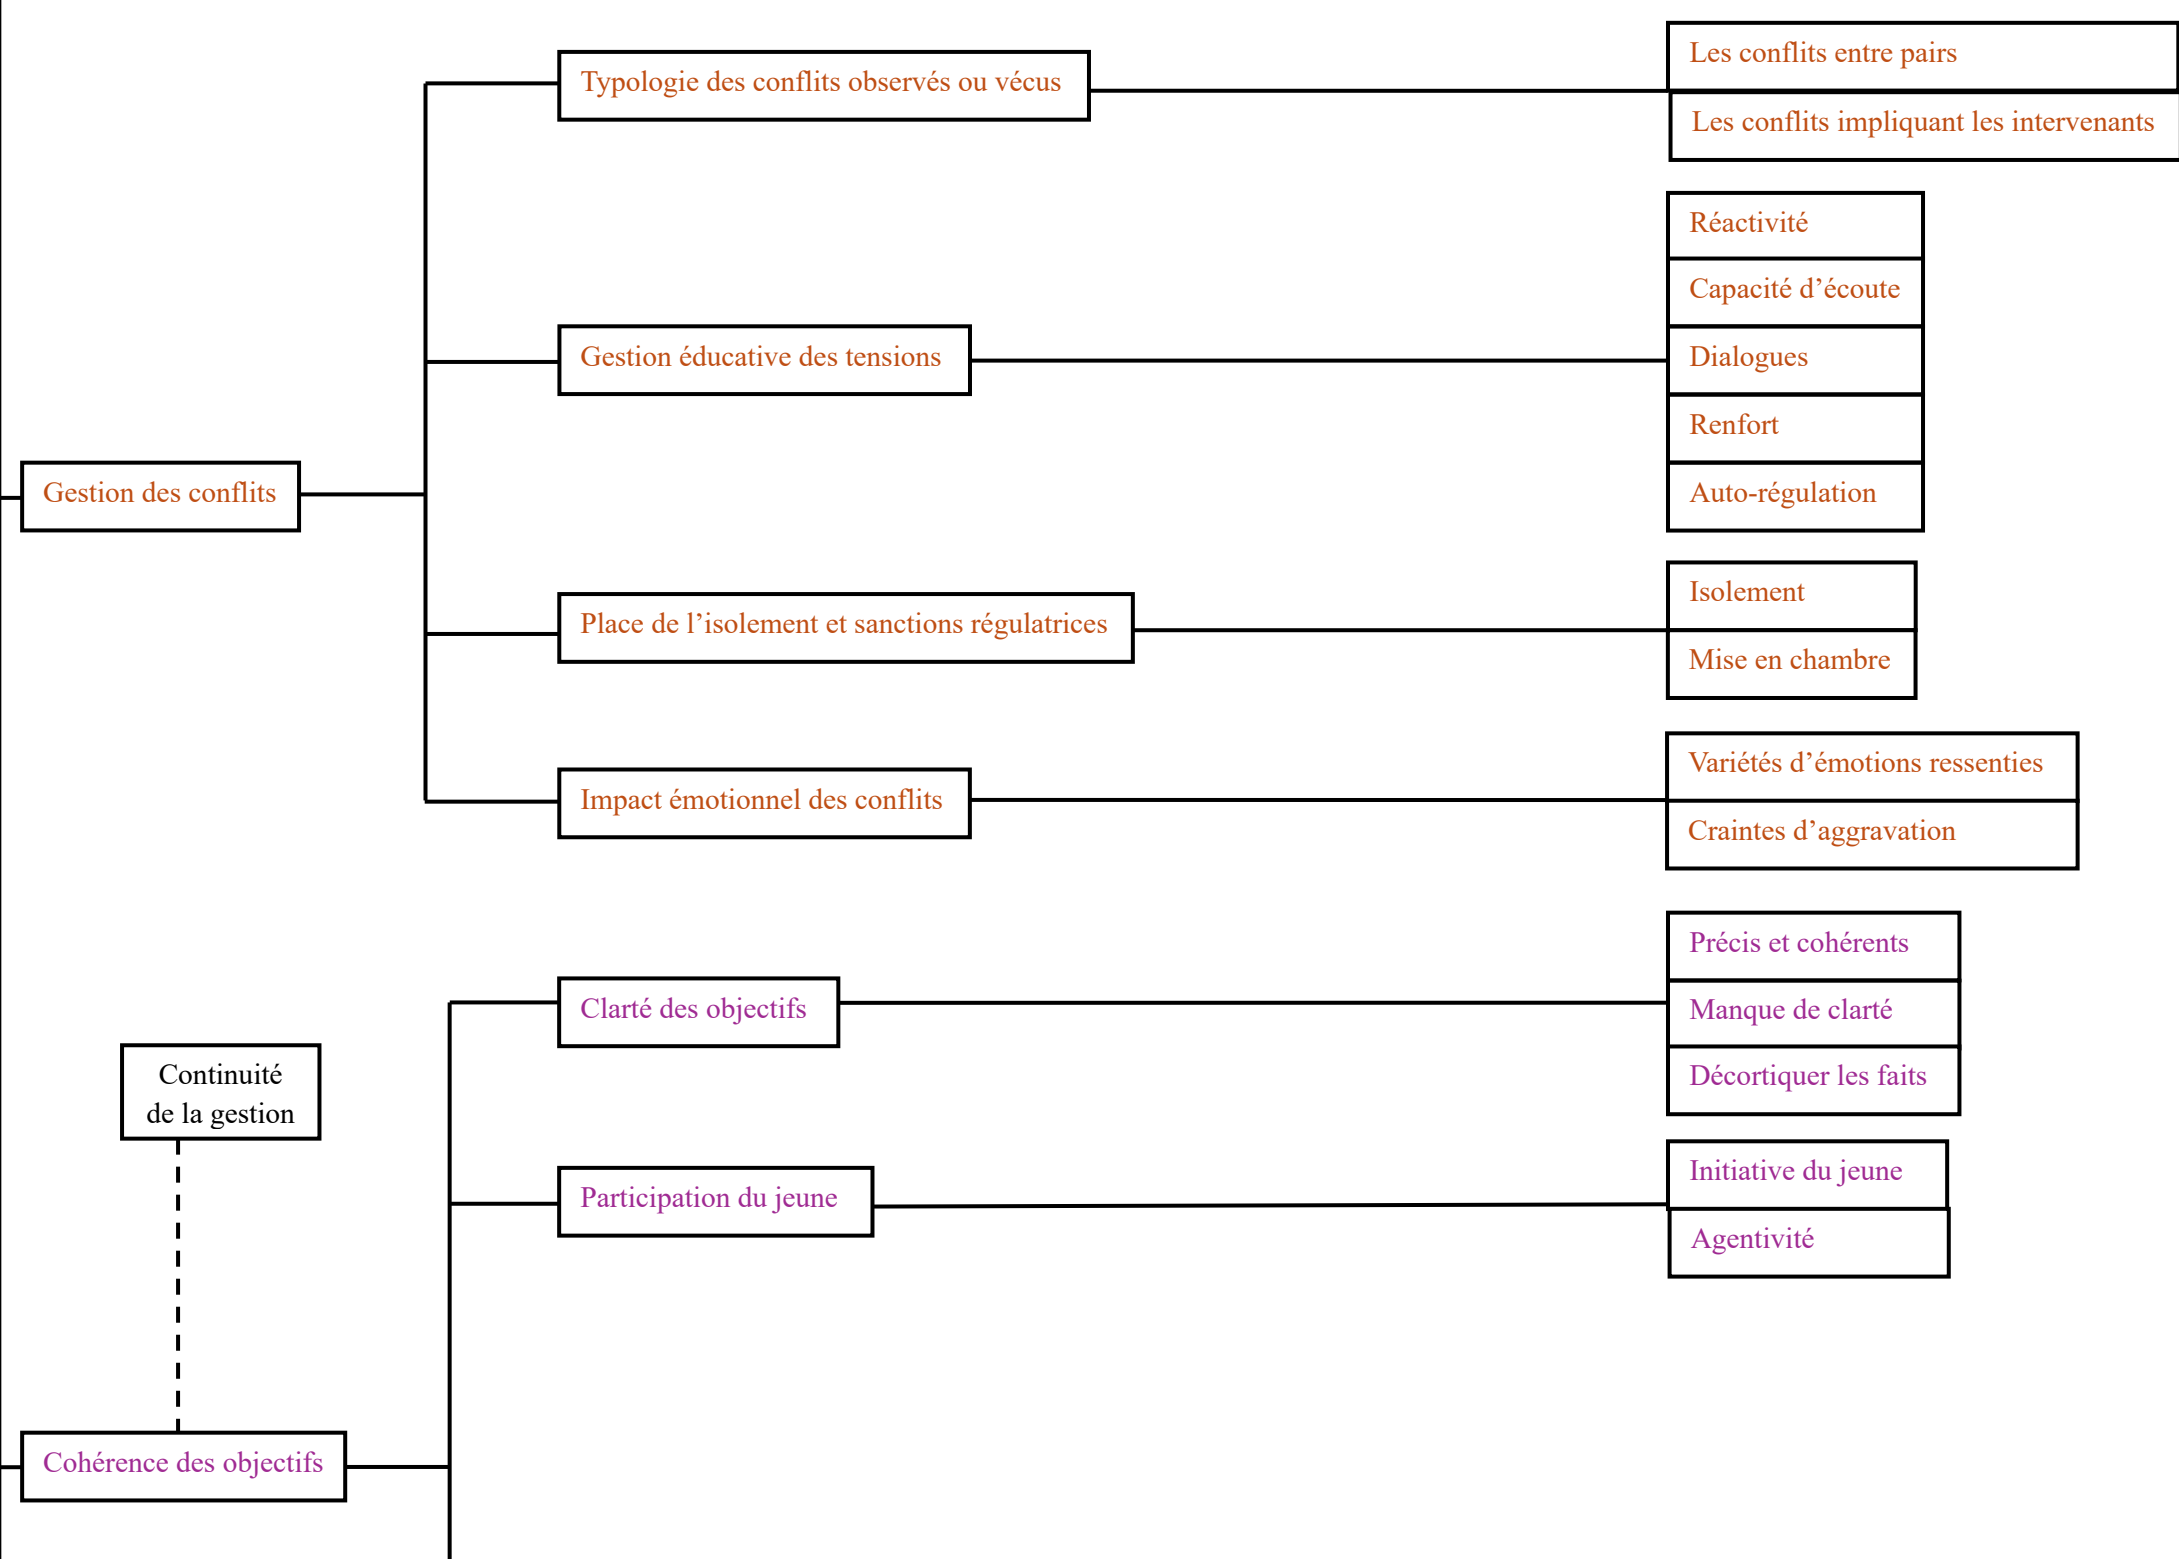 Gestion des conflits
Typologie des conflits observés ou vécus
Les conflits entre pairs
Les conflits impliquant les intervenants
Gestion éducative des tensions
Réactivité
Capacité d’écoute
Dialogues
Renfort
Auto-régulation
Place de l’isolement et sanctions régulatrices
Isolement
Mise en chambre
Impact émotionnel des conflits
Variétés d’émotions ressenties
Craintes d’aggravation
Continuité
de la gestion
Cohérence des objectifs
Clarté des objectifs
Précis et cohérents
Manque de clarté
Décortiquer les faits
Participation du jeune
Initiative du jeune
Agentivité